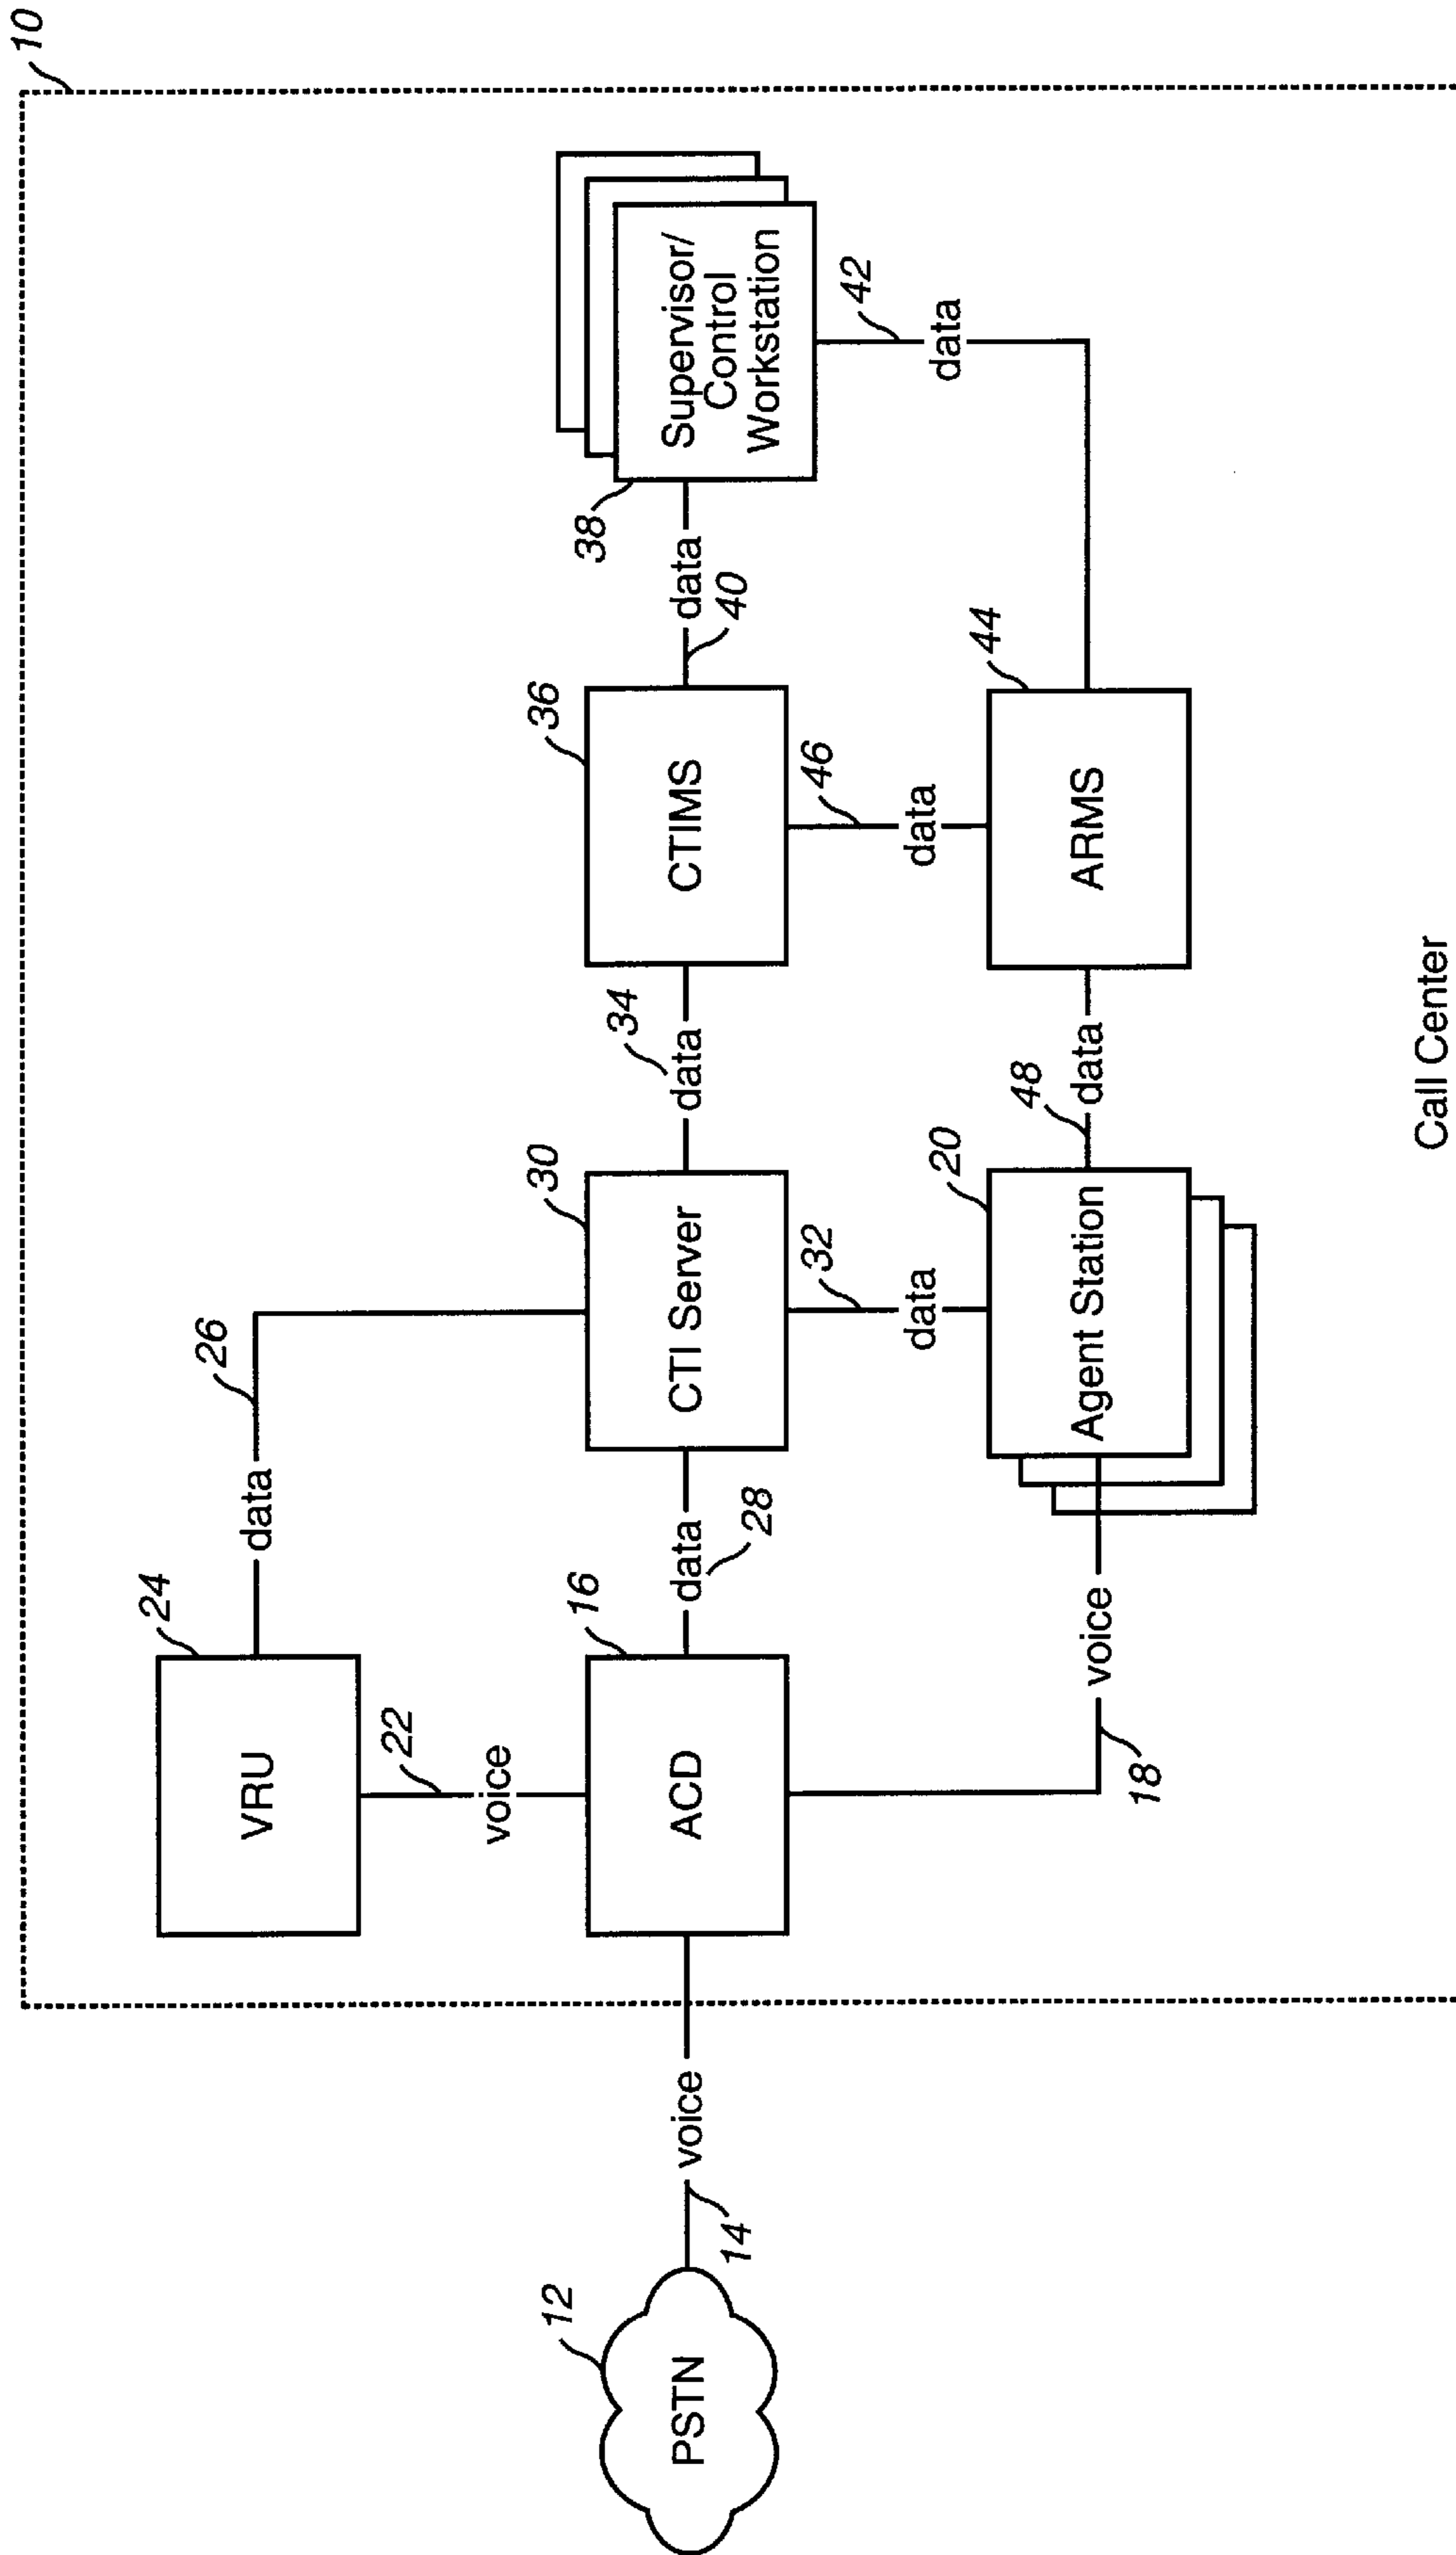 10
24
VRU
26
data
22
voice
12
PSTN
14
voice
16
ACD
28
data
30
CTI Server
34
data
36
CTIMS
40
data
38
Supervisor/
Control
Workstation
32
data
46
data
42
data
18
voice
20
Agent Station
48
data
44
ARMS
Call Center